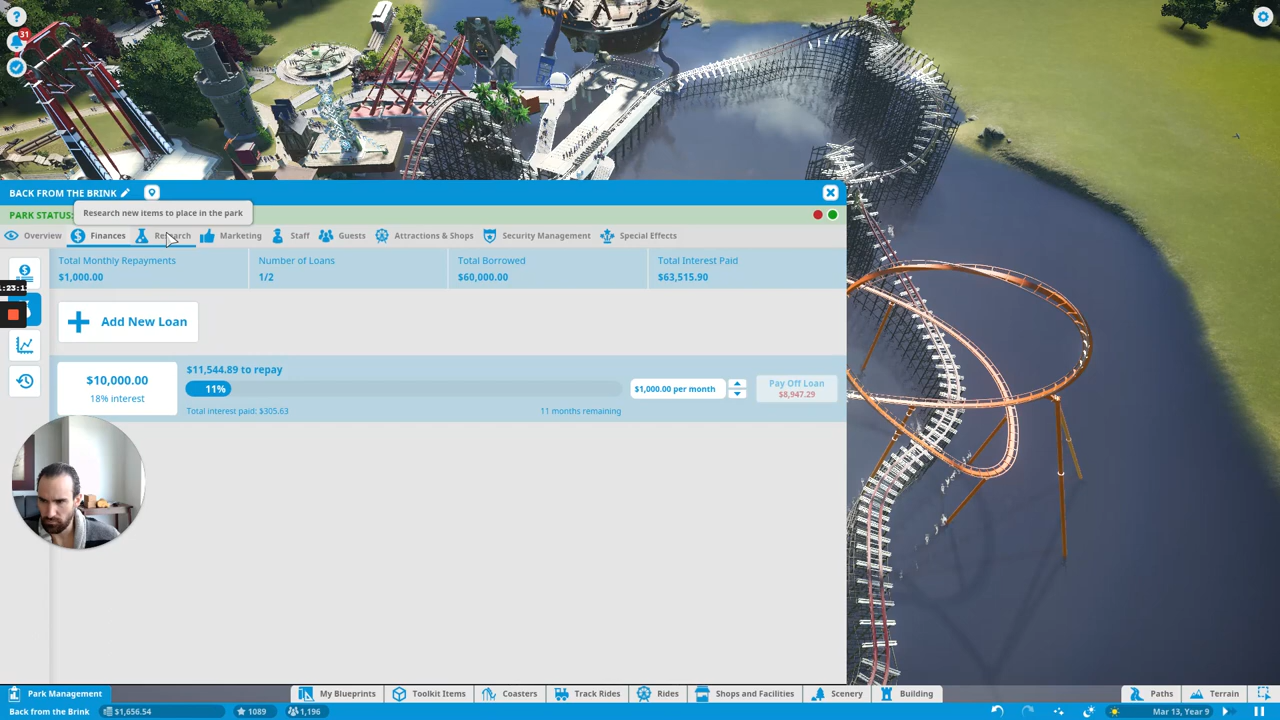 ?
31
BACK FROM THE BRINK
Research new items to place in the park
PARK STATUS:
Overview
Finances
Research
Marketing
Staff
Guests
Attractions & Shops
Security Management
Special Effects
Total Monthly Repayments
$1,000.00
Number of Loans
1/2
Total Borrowed
$60,000.00
Total Interest Paid
$63,515.90
Add New Loan
$10,000.00
18% interest
$11,544.89 to repay
11%
Total interest paid: $305.63
11 months remaining
$1,000.00 per month
Pay Off Loan
$8,947.29
Park Management
My Blueprints
Toolkit Items
Coasters
Track Rides
Rides
Shops and Facilities
Scenery
Building
Paths
Terrain
Back from the Brink
$1,656.54
1089
1,196
Mar 13, Year 9